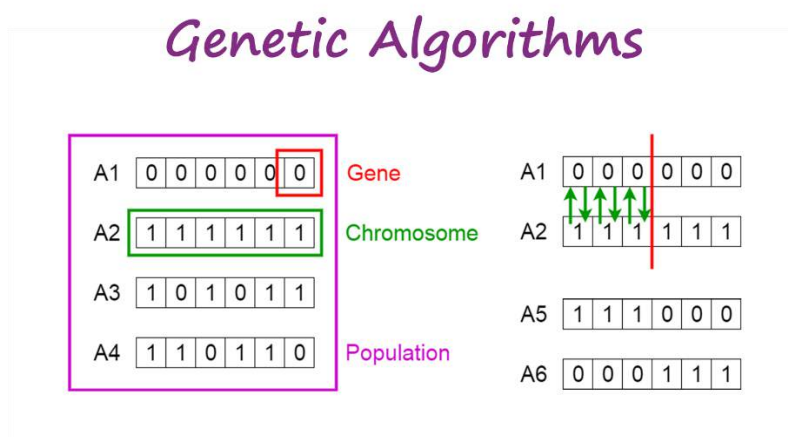 Genetic Algorithms
A1 0 0 0 0 0 0 Gene
A2 1 1 1 1 1 1 Chromosome
A3 1 0 1 0 1 1
A4 1 1 0 1 1 0 Population
A1 0 0 0 0 0 0
A2 1 1 1 1 1 1
A5 1 1 1 0 0 0
A6 0 0 0 1 1 1